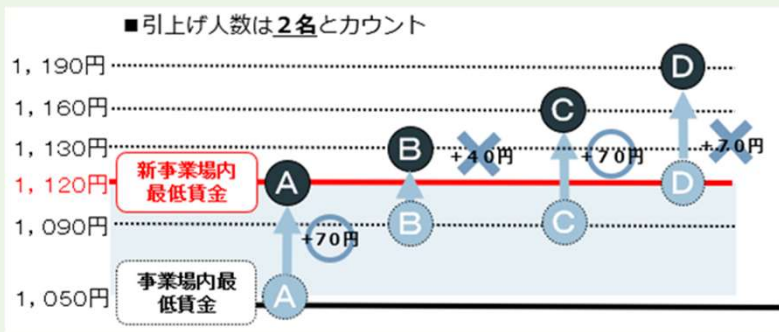 ■引上げ人数は２名とカウント
1，190円
D
1，160円
C
1，130円
B
+40円
+70円
+70円
新事業場内
最低賃金
1，120円
A
D
1，090円
B
C
+70円
事業場内最
低賃金
1，050円
A